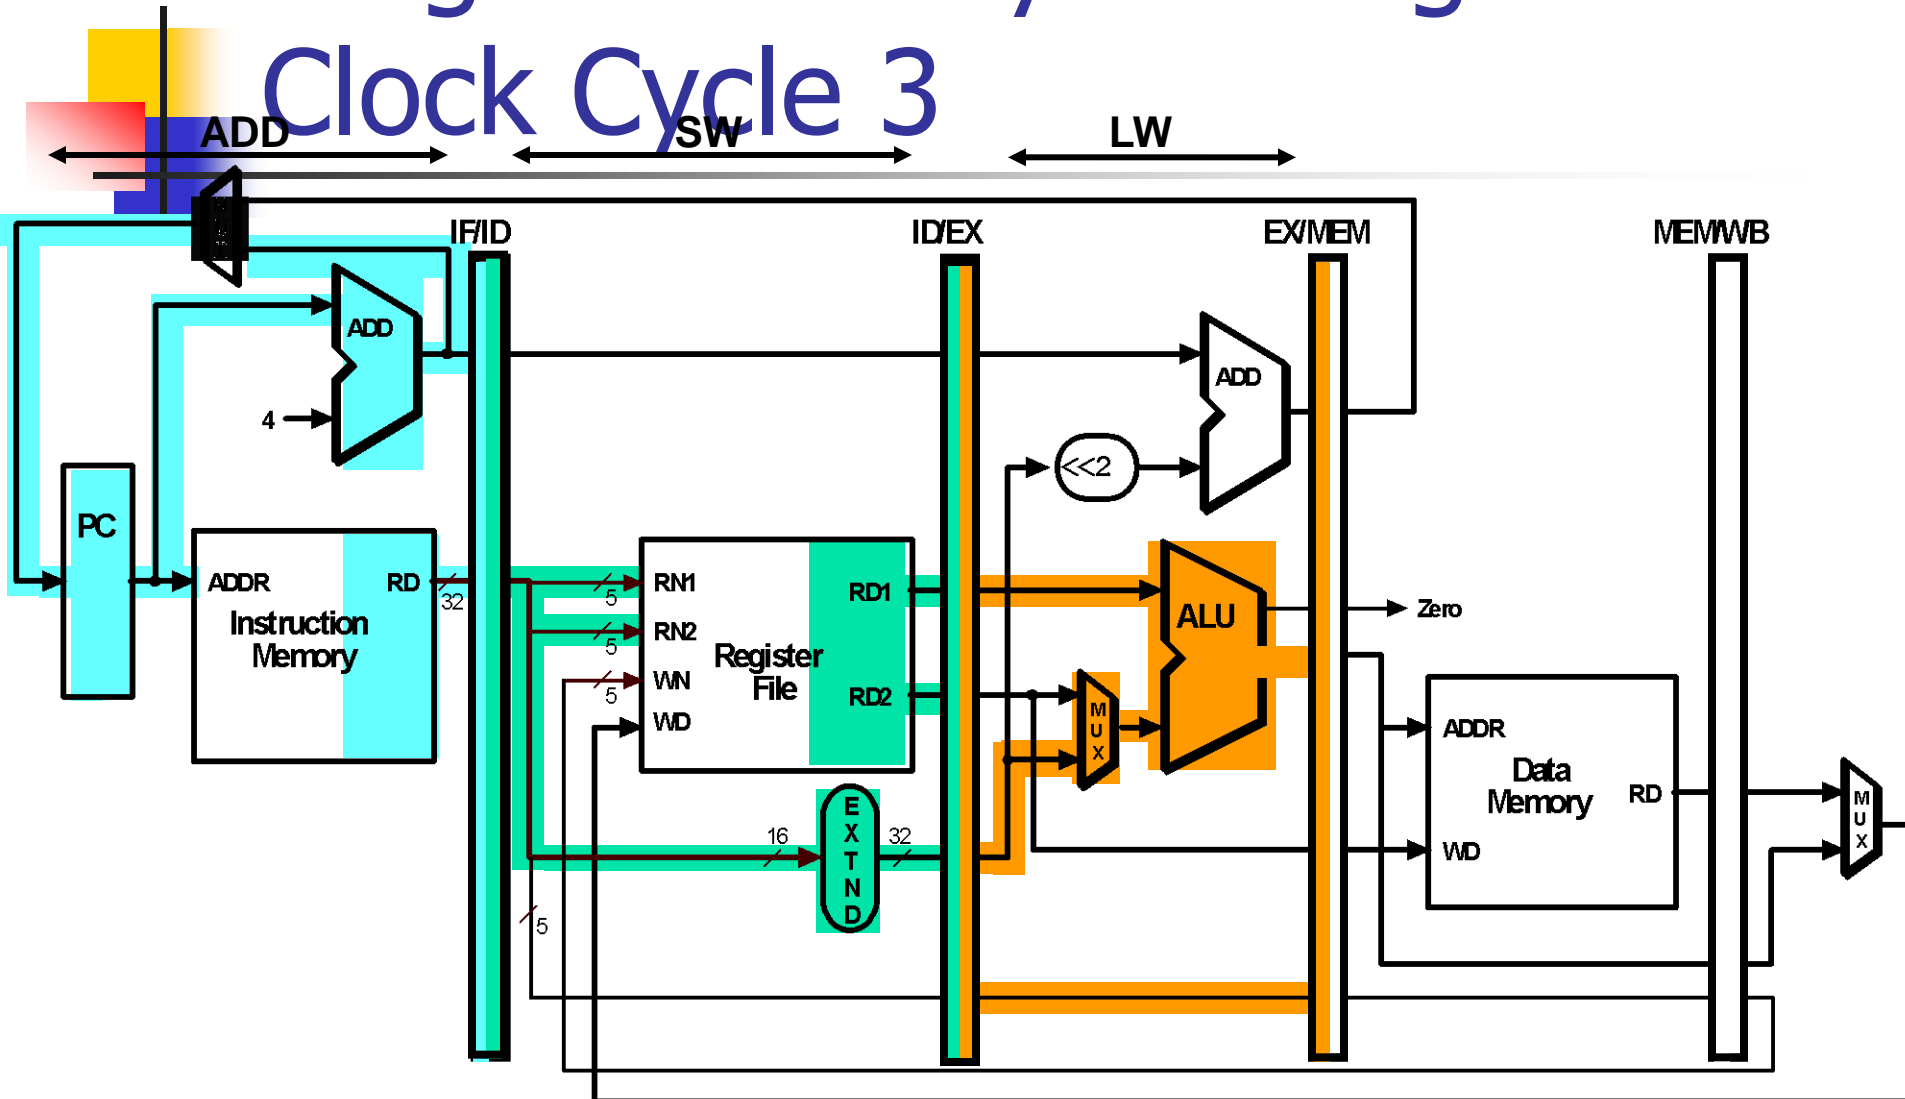 Clock Cycle 3
ADD
SW
LW
IF/ID
ID/EX
EX/MEM
MEM/WB
ADD
4
ADD
<<2
PC
ADDR
RD
32
Instruction
Memory
5
RN1
5
RN2
5
WN
WD
RD1
RD2
Register
File
16
E
X
T
N
D
32
5
M
U
X
ALU
Zero
ADDR
WD
RD
Data
Memory
M
U
X